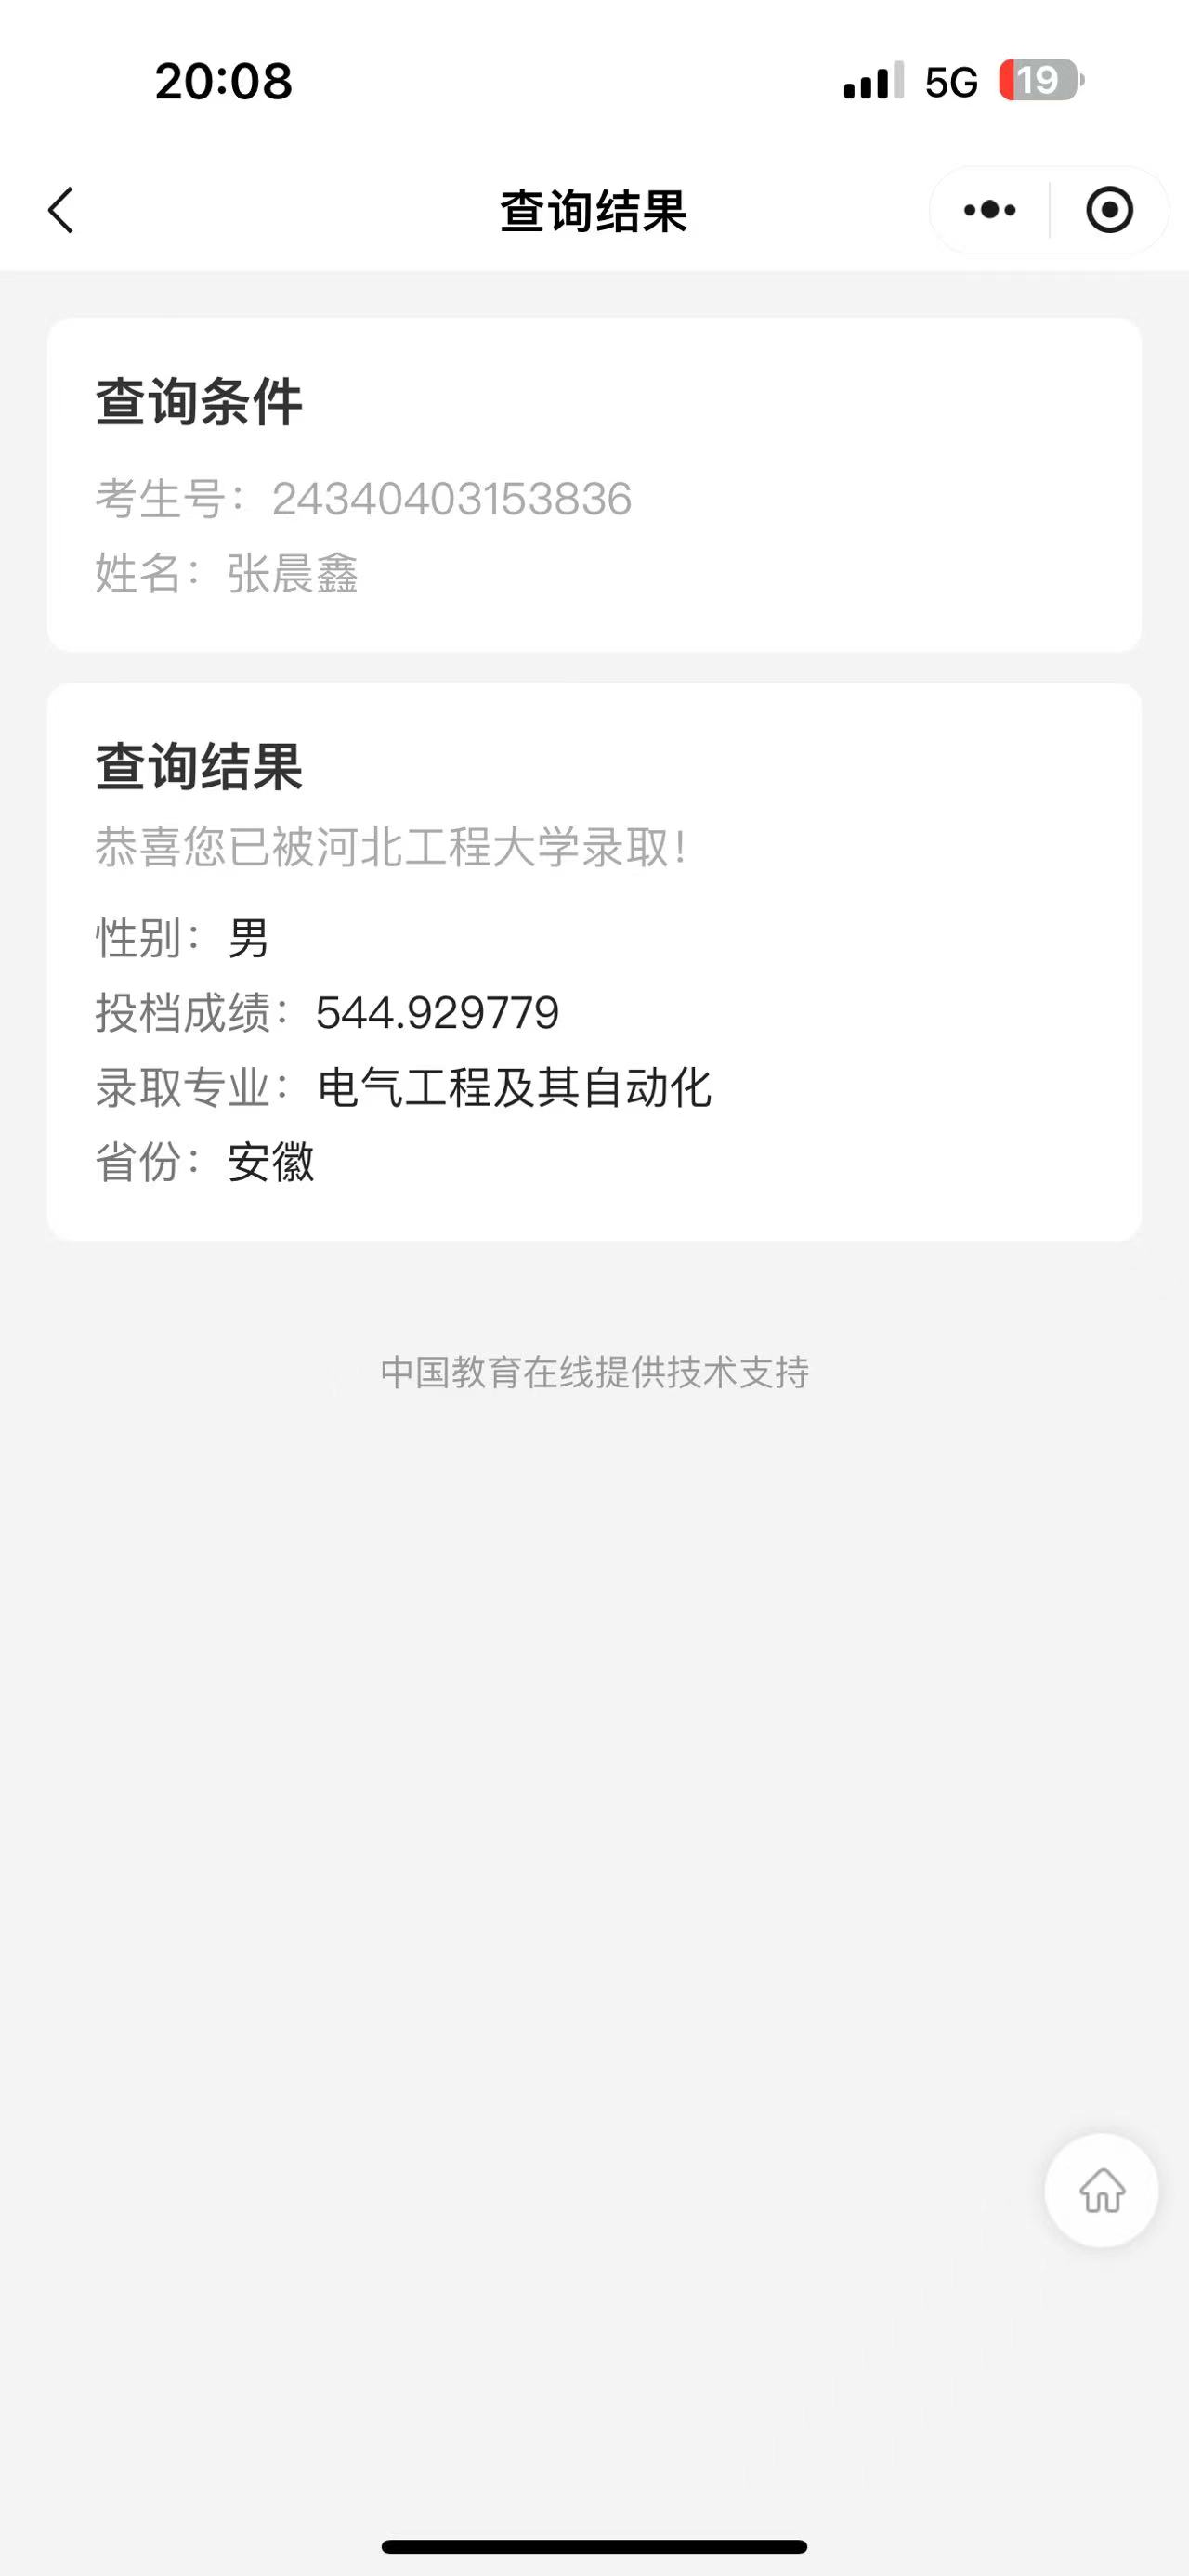 20:08
5G
19
查询结果
查询条件
考生号：24340403153836
姓名：张晨鑫
查询结果
恭喜您已被河北工程大学录取！
性别：男
投档成绩：544.929779
录取专业：电气工程及其自动化
省份：安徽
中国教育在线提供技术支持